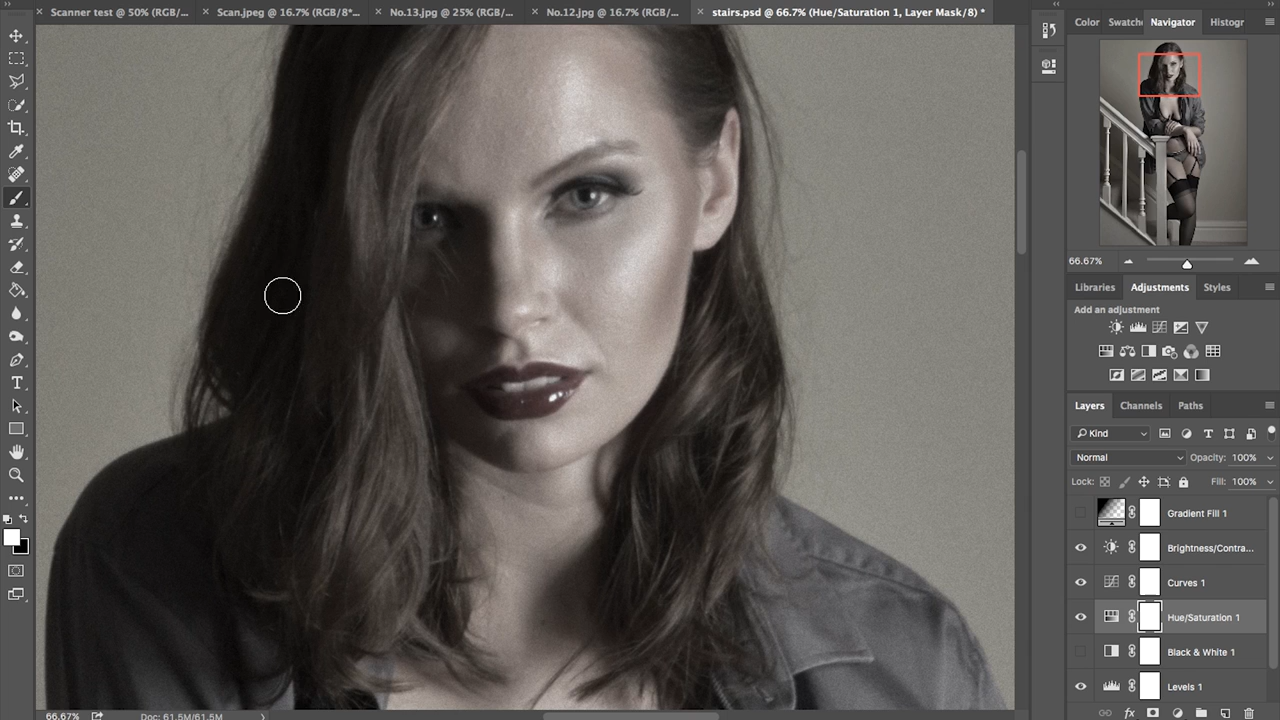 Scanner test @ 50% (RGB/...
Scan.jpeg @ 16.7% (RGB/8*...
No.13.jpg @ 25% (RGB/...
No.12.jpg @ 16.7% (RGB/...
stairs.psd @ 66.7% (Hue/Saturation 1, Layer Mask/8) *
Color Swatche Navigator Histogr
66.67%
Libraries Adjustments Styles
Add an adjustment
Layers Channels Paths
Kind
Normal Opacity: 100%
Lock: Fill: 100%
Gradient Fill 1
Brightness/Contra...
Curves 1
Hue/Saturation 1
Black & White 1
Levels 1
66.67% Doc: 61.5M/61.5M